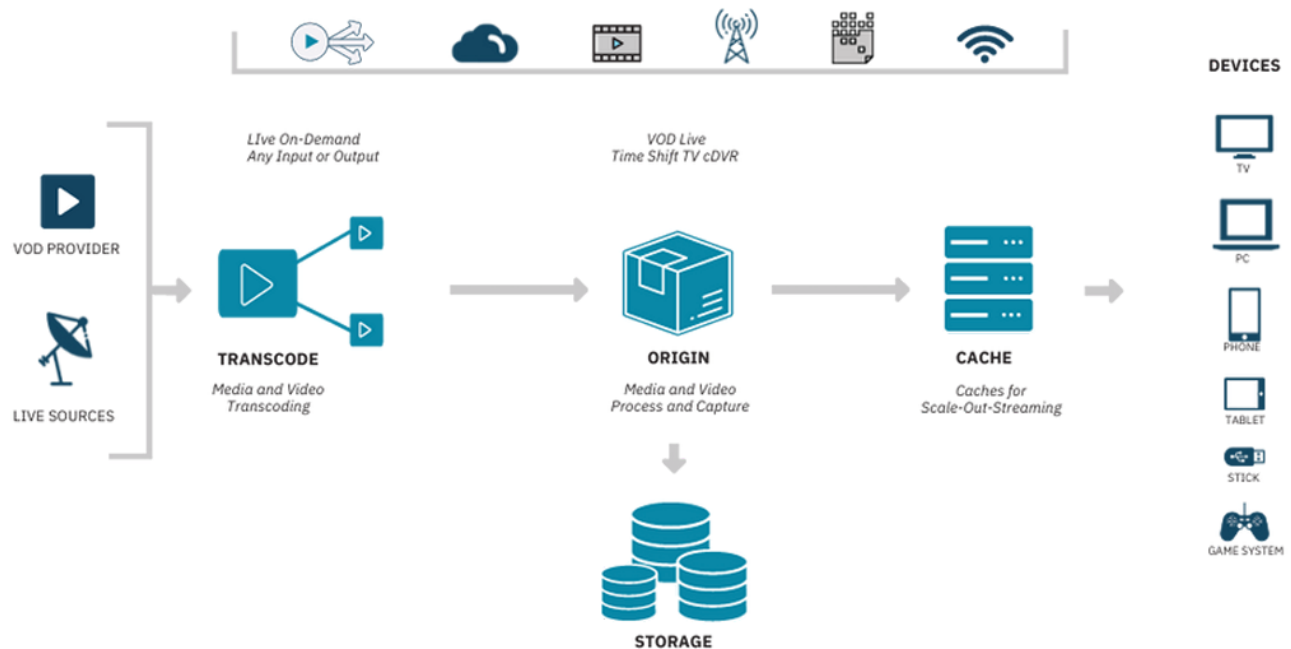 DEVICES
LIve On-Demand
Any Input or Output
VOD Live
Time Shift TV cDVR
VOD PROVIDER
LIVE SOURCES
TRANSCODE
Media and Video
Transcoding
ORIGIN
Media and Video
Process and Capture
CACHE
Caches for
Scale-Out-Streaming
STORAGE
TV
PC
PHONE
TABLET
STICK
GAME SYSTEM